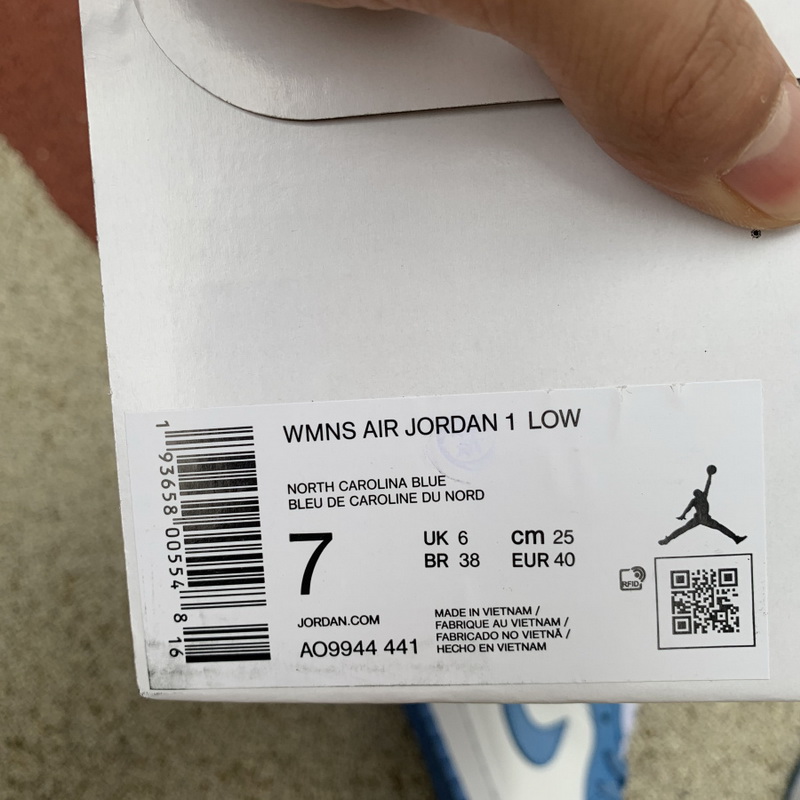 WMNS AIR JORDAN 1 LOW
NORTH CAROLINA BLUE
BLEU DE CAROLINE DU NORD
7
UK 6 cm 25
BR 38 EUR 40
JORDAN.COM
AO9944 441
MADE IN VIETNAM /
FABRIQUE AU VIETNAM /
FABRICADO NO VIETNÃ /
HECHO EN VIETNAM
RFID
1 93658 00554 8 16